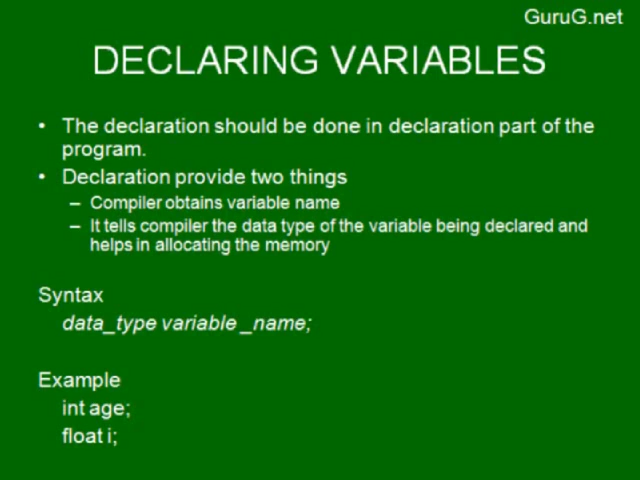 GuruG.net
DECLARING VARIABLES
• The declaration should be done in declaration part of the
program.
• Declaration provide two things
– Compiler obtains variable name
– It tells compiler the data type of the variable being declared and
helps in allocating the memory
Syntax
data_type variable _name;
Example
int age;
float i;